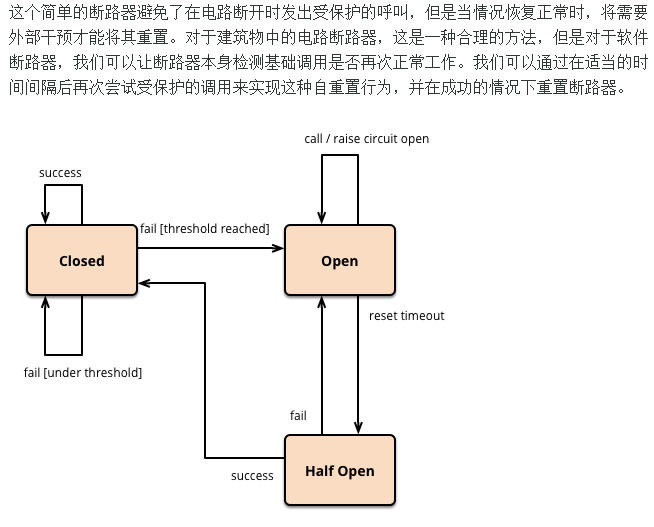 这个简单的断路器避免了在电路断开时发出受保护的呼叫，但是当情况恢复正常时，将需要
外部干预才能将其重置。对于建筑物中的电路断路器，这是一种合理的方法，但是对于软件
断路器，我们可以让断路器本身检测基础调用是否再次正常工作。我们可以通过在适当的时
间间隔后再次尝试受保护的调用来实现这种自重置行为，并在成功的情况下重置断路器。
call / raise circuit open
success
fail [threshold reached]
Closed
Open
reset timeout
fail [under threshold]
fail
Half Open
success